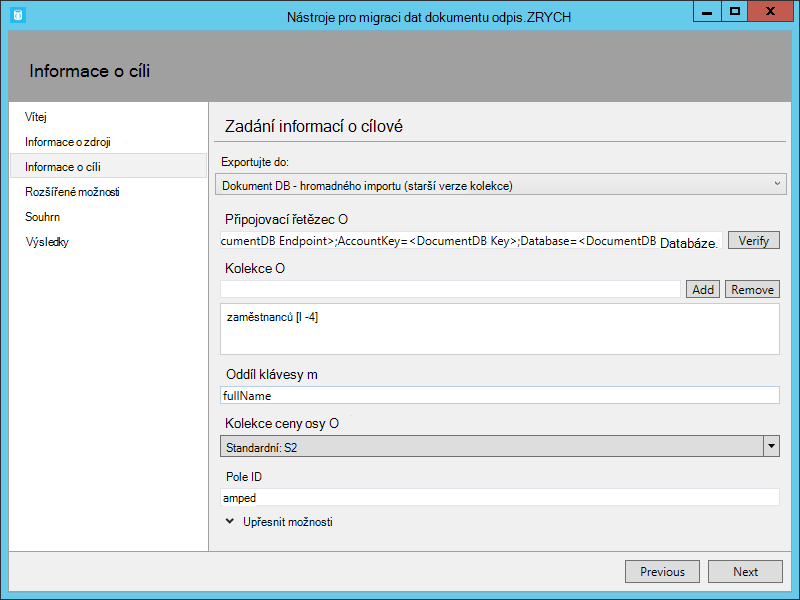 Nástroje pro migraci dat dokumentu odpis.ZRYCH
Informace o cíli
Vítej
Informace o zdroji
Informace o cíli
Rozšířené možnosti
Souhrn
Výsledky
Zadání informací o cílové
Exportujte do:
Dokument DB - hromadného importu (starší verze kolekce)
Připojovací řetězec O
cumentDB Endpoint>;AccountKey=<DocumentDB Key>;Database=<DocumentDB Databáze.
Verify
Kolekce O
Add
Remove
zaměstnanců [I -4]
Oddíl klávesy m
fullName
Kolekce ceny osy O
Standardní: S2
Pole ID
amped
Upřesnit možnosti
Previous
Next